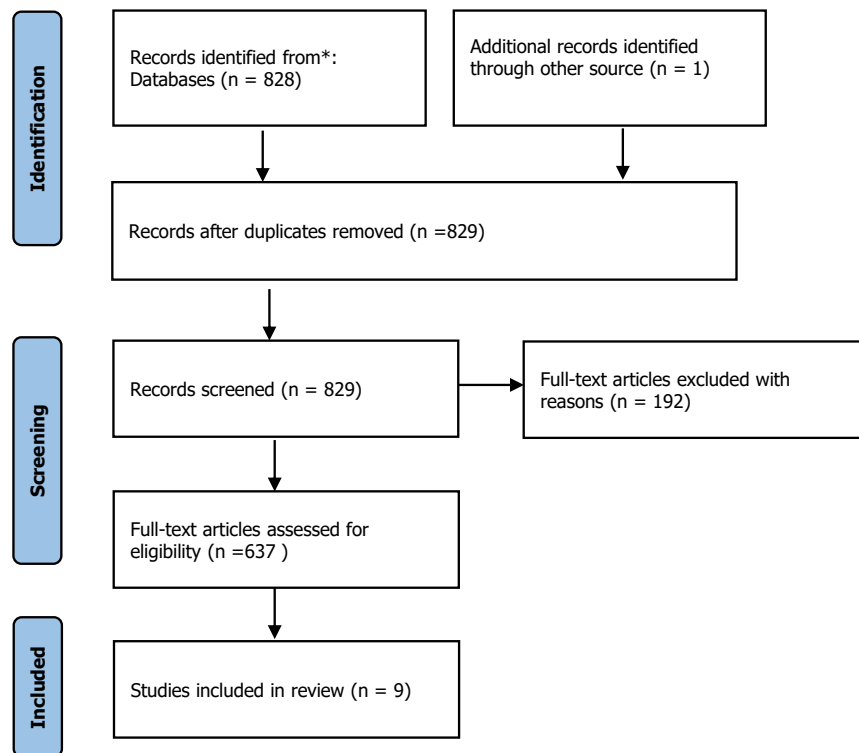 Identification
Records identified from*:
Databases (n = 828)
Additional records identified
through other source (n = 1)
Records after duplicates removed (n =829)
Screening
Records screened (n = 829)
Full-text articles excluded with
reasons (n = 192)
Full-text articles assessed for
eligibility (n =637 )
Included
Studies included in review (n = 9)